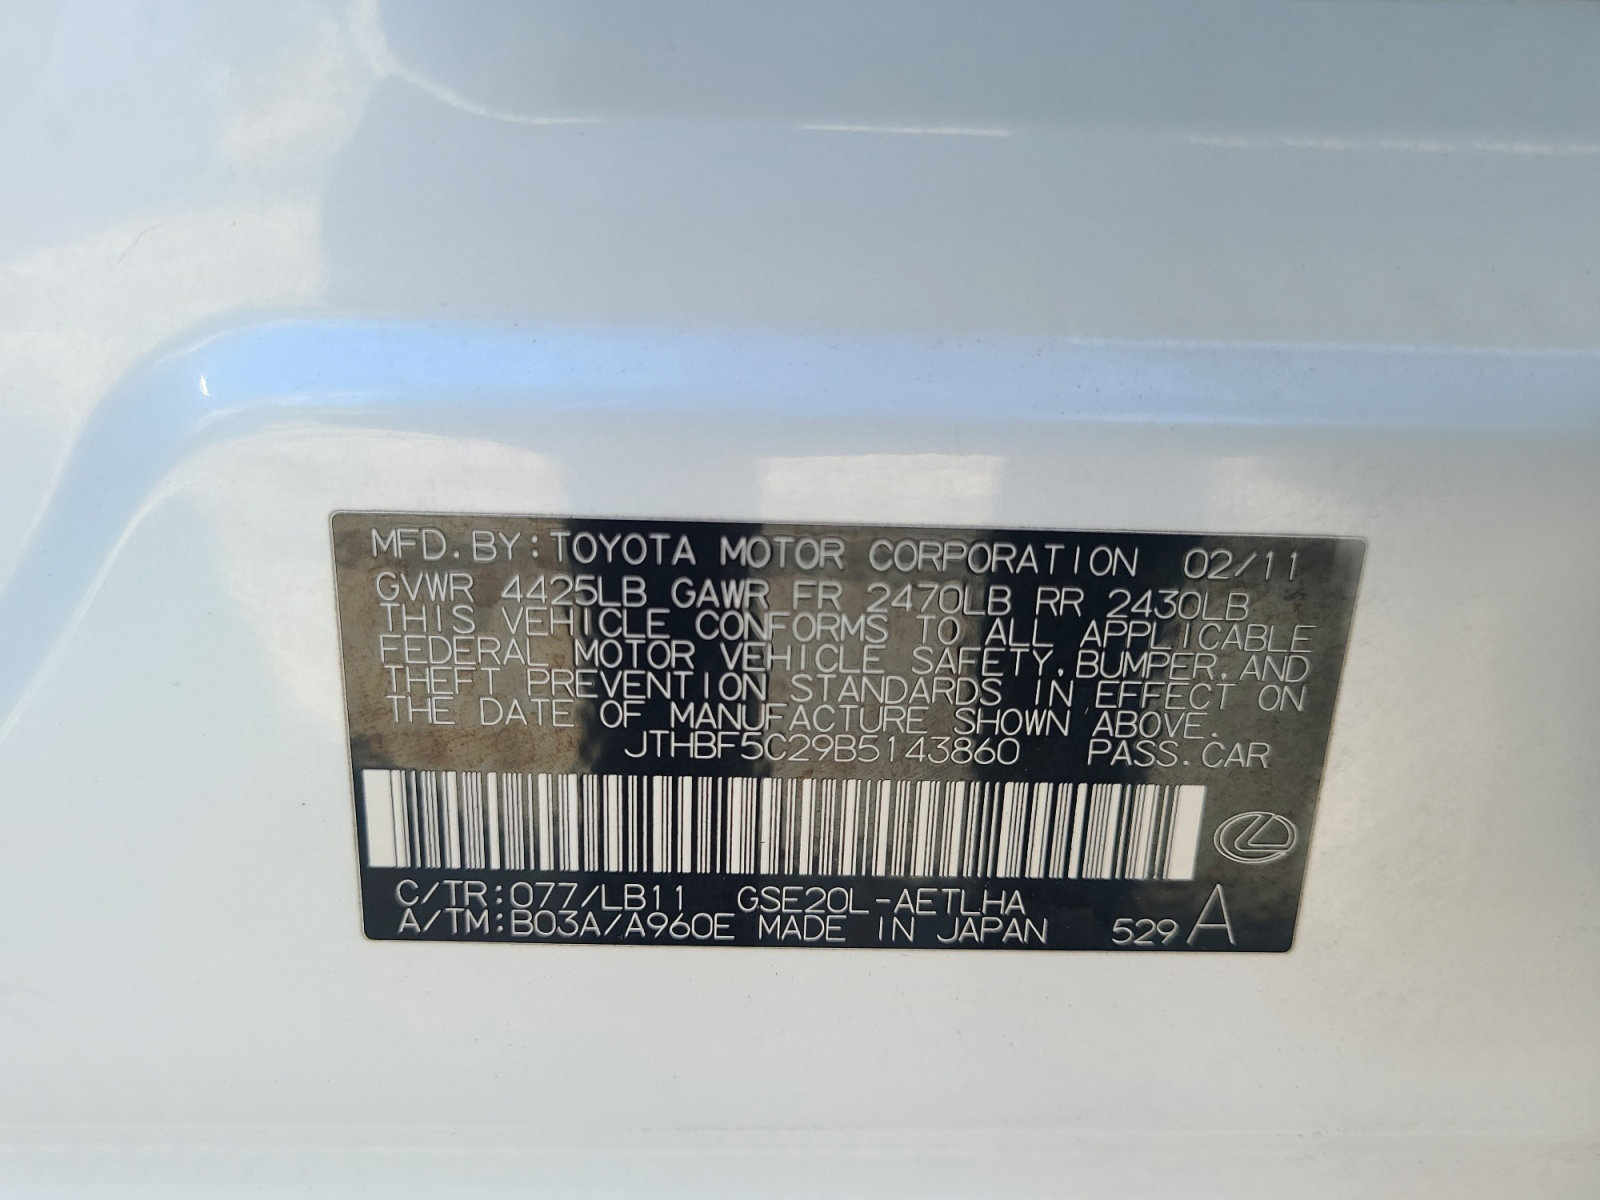 MFD.BY:TOYOTA MOTOR CORPORATION 02/11
GVWR 4425LB GAWR FR 2470LB RR 2430LB
THIS VEHICLE CONFORMS TO ALL APPLICABLE
FEDERAL MOTOR VEHICLE SAFETY,BUMPER,AND
THEFT PREVENTION STANDARDS IN EFFECT ON
THE DATE OF MANUFACTURE SHOWN ABOVE.
JTHBF5C29B5143860 PASS.CAR
C/TR:077/LB11 GSE20L-AETLHA
A/TM:B03A/A960E MADE IN JAPAN 529 A